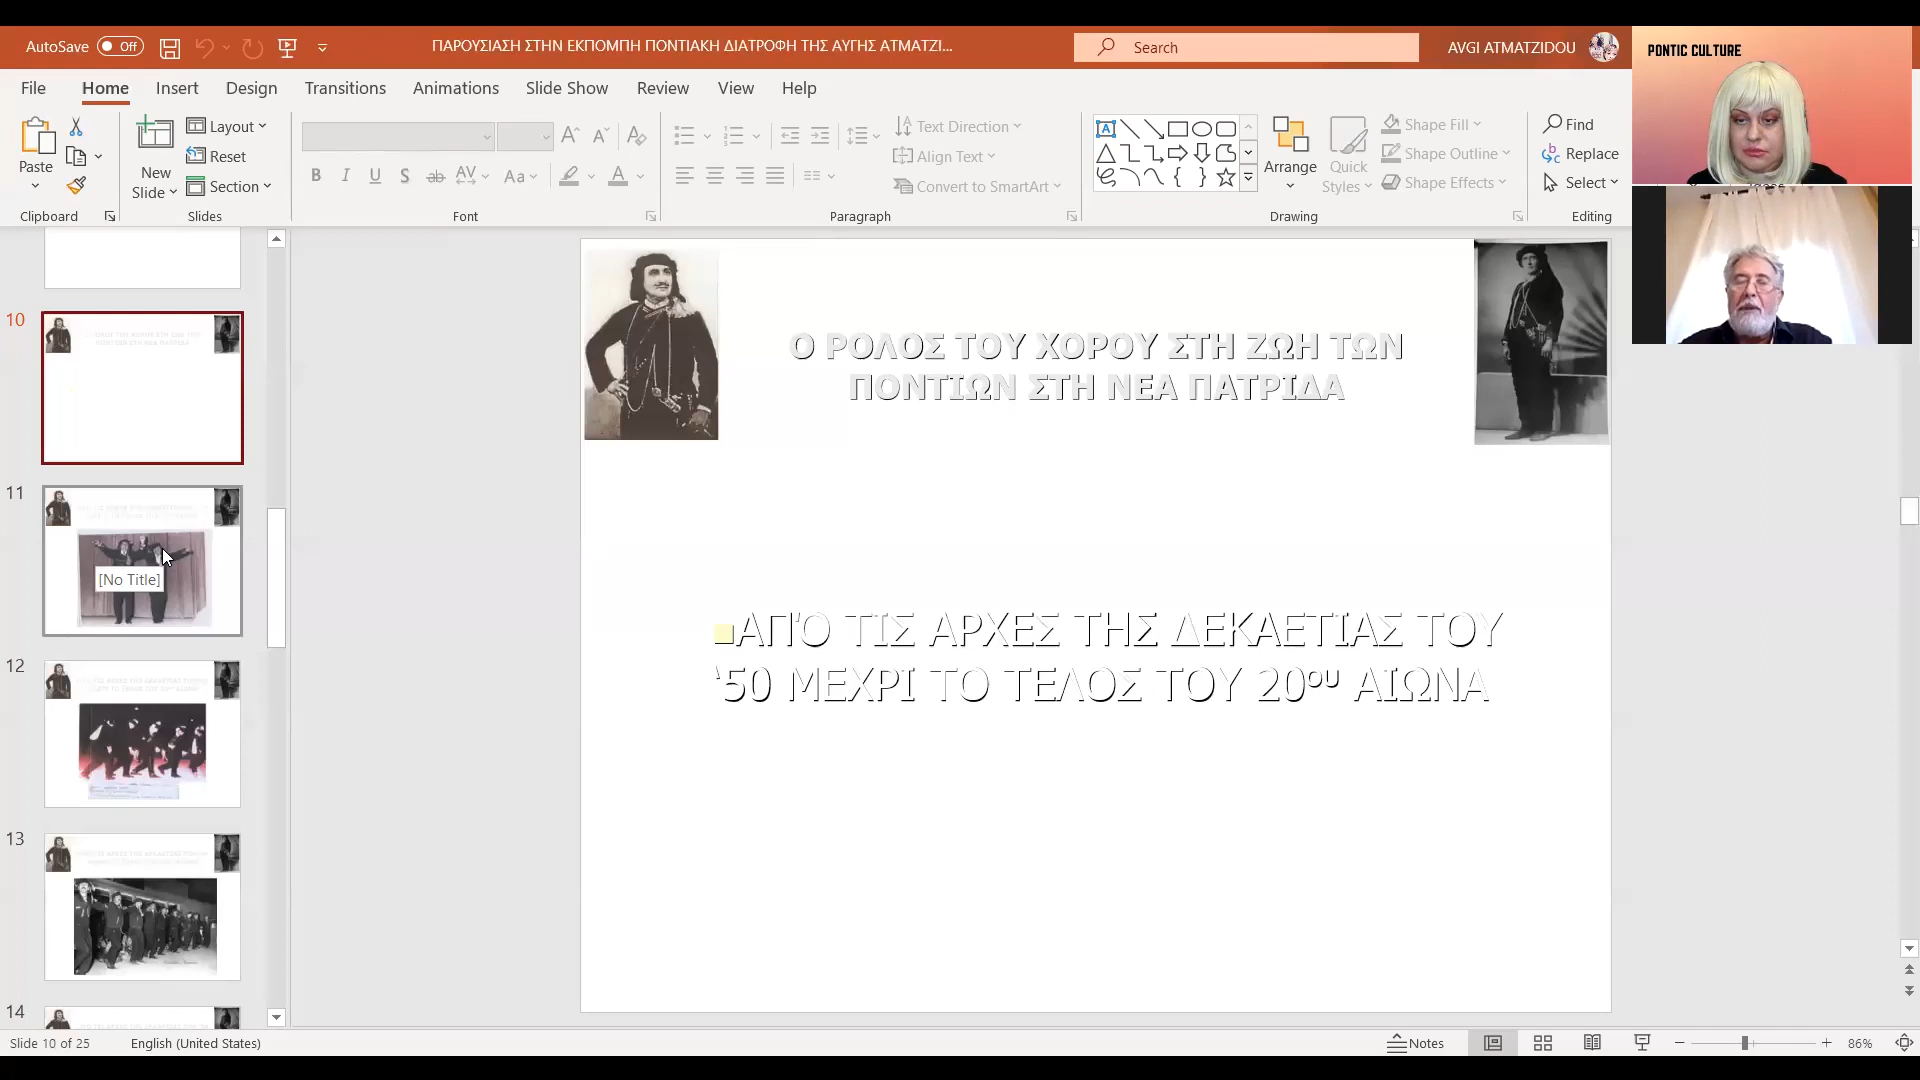 AutoSave Off
ΠΑΡΟΥΣΙΑΣΗ ΣΤΗΝ ΕΚΠΟΜΠΗ ΠΟΝΤΙΑΚΗ ΔΙΑΤΡΟΦΗ ΤΗΣ ΑΥΓΗΣ ΑΤΜΑΤΖΙ...
Search
AVGI ATMATZIDOU
PONTIC CULTURE
File Home Insert Design Transitions Animations Slide Show Review View Help
Paste
Clipboard
New Slide
Layout
Reset
Section
Slides
B I U S ab AV Aa A
Font
Text Direction
Align Text
Convert to SmartArt
Paragraph
Arrange
Quick Styles
Shape Fill
Shape Outline
Shape Effects
Drawing
Find
Replace
Select
Editing
10
11
[No Title]
12
13
14
Ο ΡΟΛΟΣ ΤΟΥ ΧΟΡΟΥ ΣΤΗ ΖΩΗ ΤΩΝ
ΠΟΝΤΙΩΝ ΣΤΗ ΝΕΑ ΠΑΤΡΙΔΑ
ΑΠΌ ΤΙΣ ΑΡΧΕΣ ΤΗΣ ΔΕΚΑΕΤΙΑΣ ΤΟΥ
‘50 ΜΕΧΡΙ ΤΟ ΤΕΛΟΣ ΤΟΥ 20ου ΑΙΩΝΑ
Slide 10 of 25
English (United States)
Notes
86%